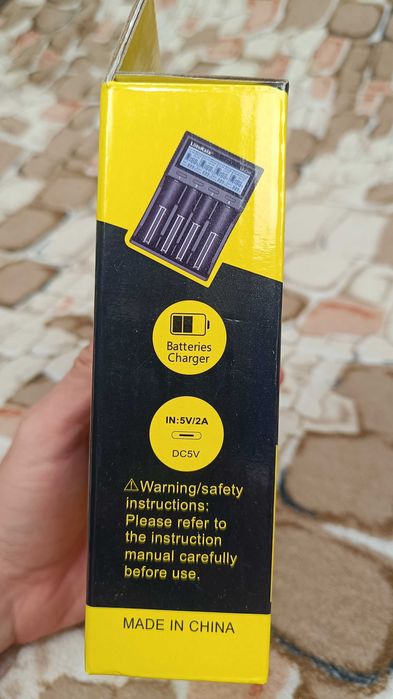 LiitoKala
Batteries
Charger
IN:5V/2A
DC5V
⚠Warning/safety
instructions:
Please refer to
the instruction
manual carefully
before use.
MADE IN CHINA